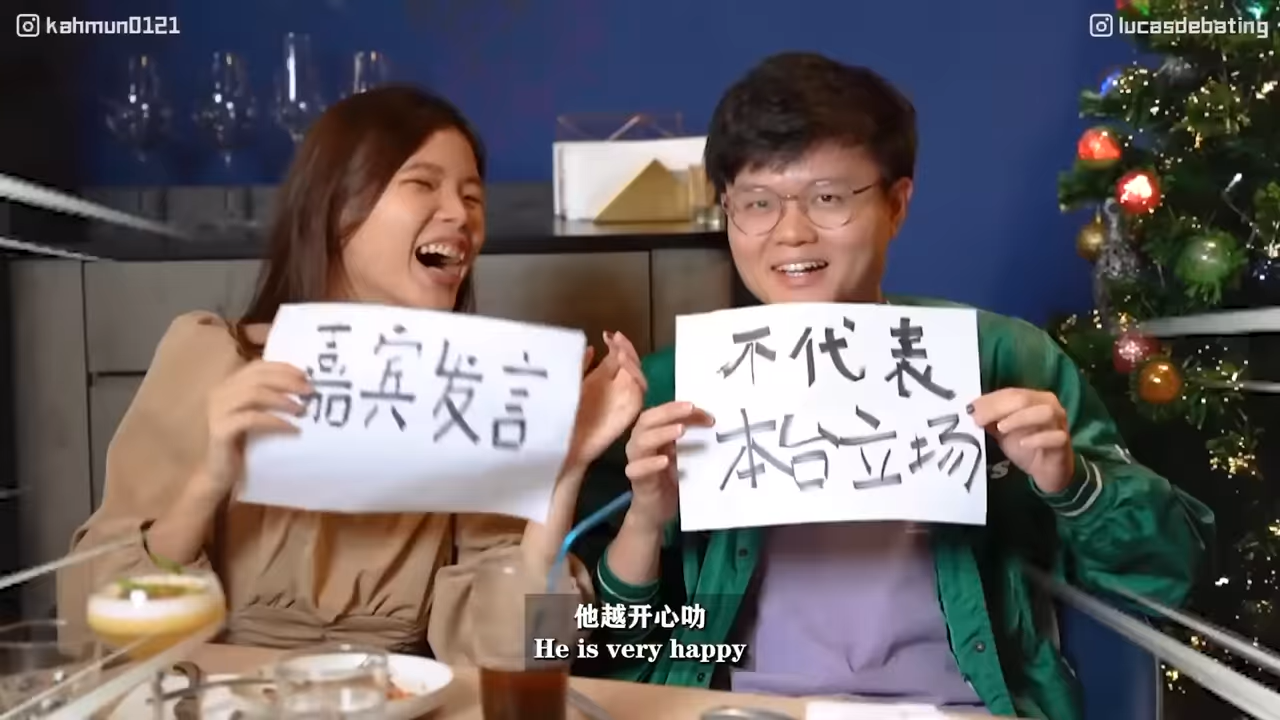 kahmun0121
lucasdebating
嘉宾发言
不代表
本台立场
他越开心叻
He is very happy